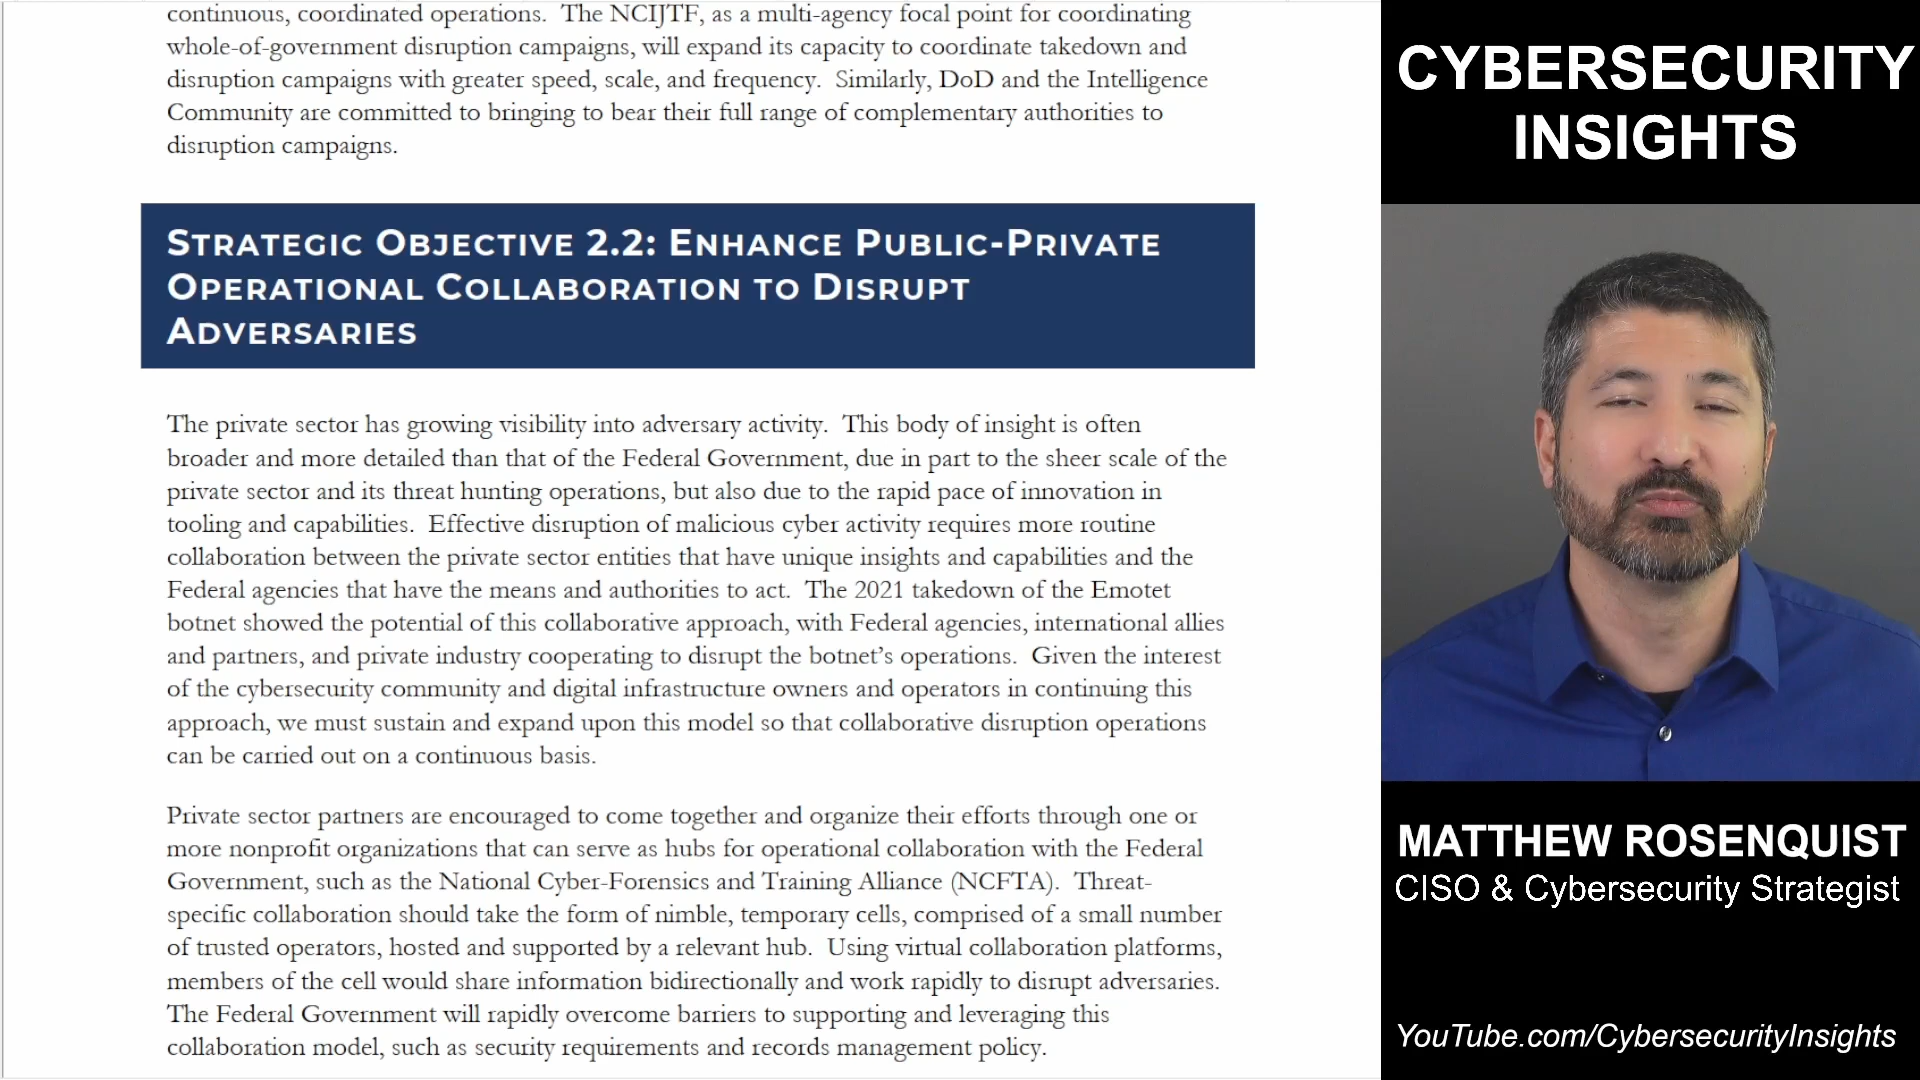 continuous, coordinated operations. The NCIJTF, as a multi-agency focal point for coordinating
whole-of-government disruption campaigns, will expand its capacity to coordinate takedown and
disruption campaigns with greater speed, scale, and frequency. Similarly, DoD and the Intelligence
Community are committed to bringing to bear their full range of complementary authorities to
disruption campaigns.
STRATEGIC OBJECTIVE 2.2: ENHANCE PUBLIC-PRIVATE
OPERATIONAL COLLABORATION TO DISRUPT
ADVERSARIES
The private sector has growing visibility into adversary activity. This body of insight is often
broader and more detailed than that of the Federal Government, due in part to the sheer scale of the
private sector and its threat hunting operations, but also due to the rapid pace of innovation in
tooling and capabilities. Effective disruption of malicious cyber activity requires more routine
collaboration between the private sector entities that have unique insights and capabilities and the
Federal agencies that have the means and authorities to act. The 2021 takedown of the Emotet
botnet showed the potential of this collaborative approach, with Federal agencies, international allies
and partners, and private industry cooperating to disrupt the botnet’s operations. Given the interest
of the cybersecurity community and digital infrastructure owners and operators in continuing this
approach, we must sustain and expand upon this model so that collaborative disruption operations
can be carried out on a continuous basis.
Private sector partners are encouraged to come together and organize their efforts through one or
more nonprofit organizations that can serve as hubs for operational collaboration with the Federal
Government, such as the National Cyber-Forensics and Training Alliance (NCFTA). Threat-
specific collaboration should take the form of nimble, temporary cells, comprised of a small number
of trusted operators, hosted and supported by a relevant hub. Using virtual collaboration platforms,
members of the cell would share information bidirectionally and work rapidly to disrupt adversaries.
The Federal Government will rapidly overcome barriers to supporting and leveraging this
collaboration model, such as security requirements and records management policy.
CYBERSECURITY
INSIGHTS
MATTHEW ROSENQUIST
CISO & Cybersecurity Strategist
YouTube.com/CybersecurityInsights